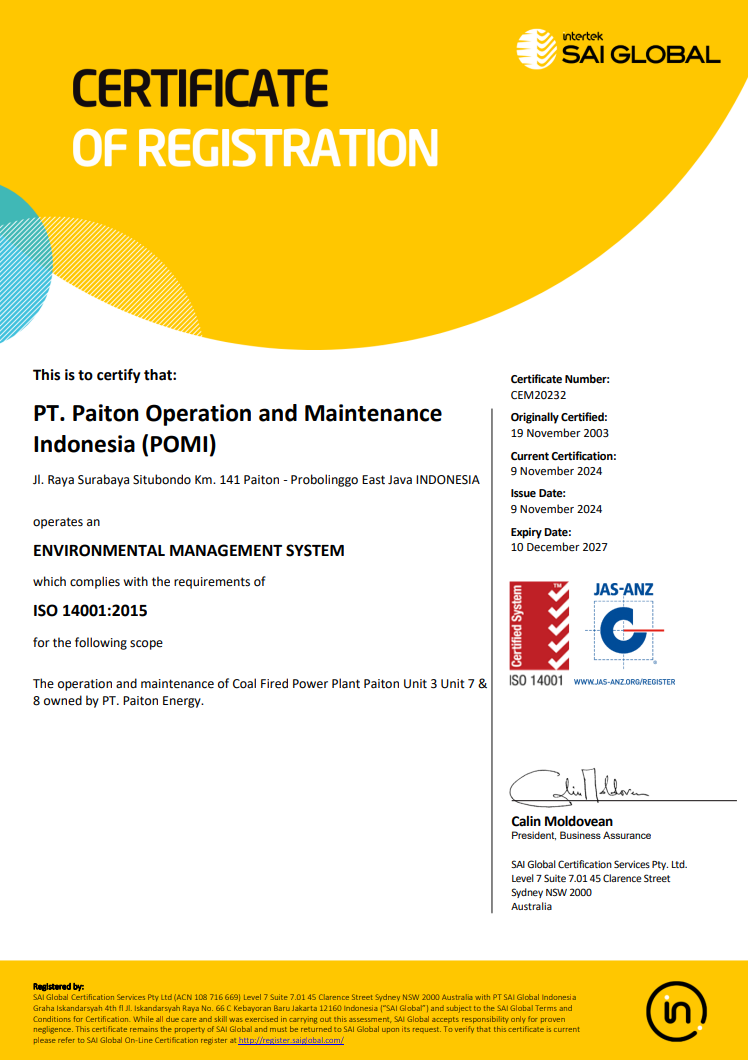 intertek
SAI GLOBAL
CERTIFICATE
OF REGISTRATION
This is to certify that:
PT. Paiton Operation and Maintenance
Indonesia (POMI)
Jl. Raya Surabaya Situbondo Km. 141 Paiton - Probolinggo East Java INDONESIA
operates an
ENVIRONMENTAL MANAGEMENT SYSTEM
which complies with the requirements of
ISO 14001:2015
for the following scope
The operation and maintenance of Coal Fired Power Plant Paiton Unit 3 Unit 7 &
8 owned by PT. Paiton Energy.
Certificate Number:
CEM20232
Originally Certified:
19 November 2003
Current Certification:
9 November 2024
Issue Date:
9 November 2024
Expiry Date:
10 December 2027
Certified System
TM
ISO 14001
JAS-ANZ
®
WWW.JAS-ANZ.ORG/REGISTER
Calin Moldovean
Calin Moldovean
President, Business Assurance
SAI Global Certification Services Pty. Ltd.
Level 7 Suite 7.01 45 Clarence Street
Sydney NSW 2000
Australia
Registered by:
SAI Global Certification Services Pty Ltd (ACN 108 716 669) Level 7 Suite 7.01 45 Clarence Street Sydney NSW 2000 Australia with PT SAI Global Indonesia
Graha Iskandarsyah 4th fl Jl. Iskandarsyah Raya No. 66 C Kebayoran Baru Jakarta 12160 Indonesia ("SAI Global") and subject to the SAI Global Terms and
Conditions for Certification. While all due care and skill was exercised in carrying out this assessment, SAI Global accepts responsibility only for proven
negligence. This certificate remains the property of SAI Global and must be returned to SAI Global upon its request. To verify that this certificate is current
please refer to SAI Global On-Line Certification register at http://register.saiglobal.com/
in